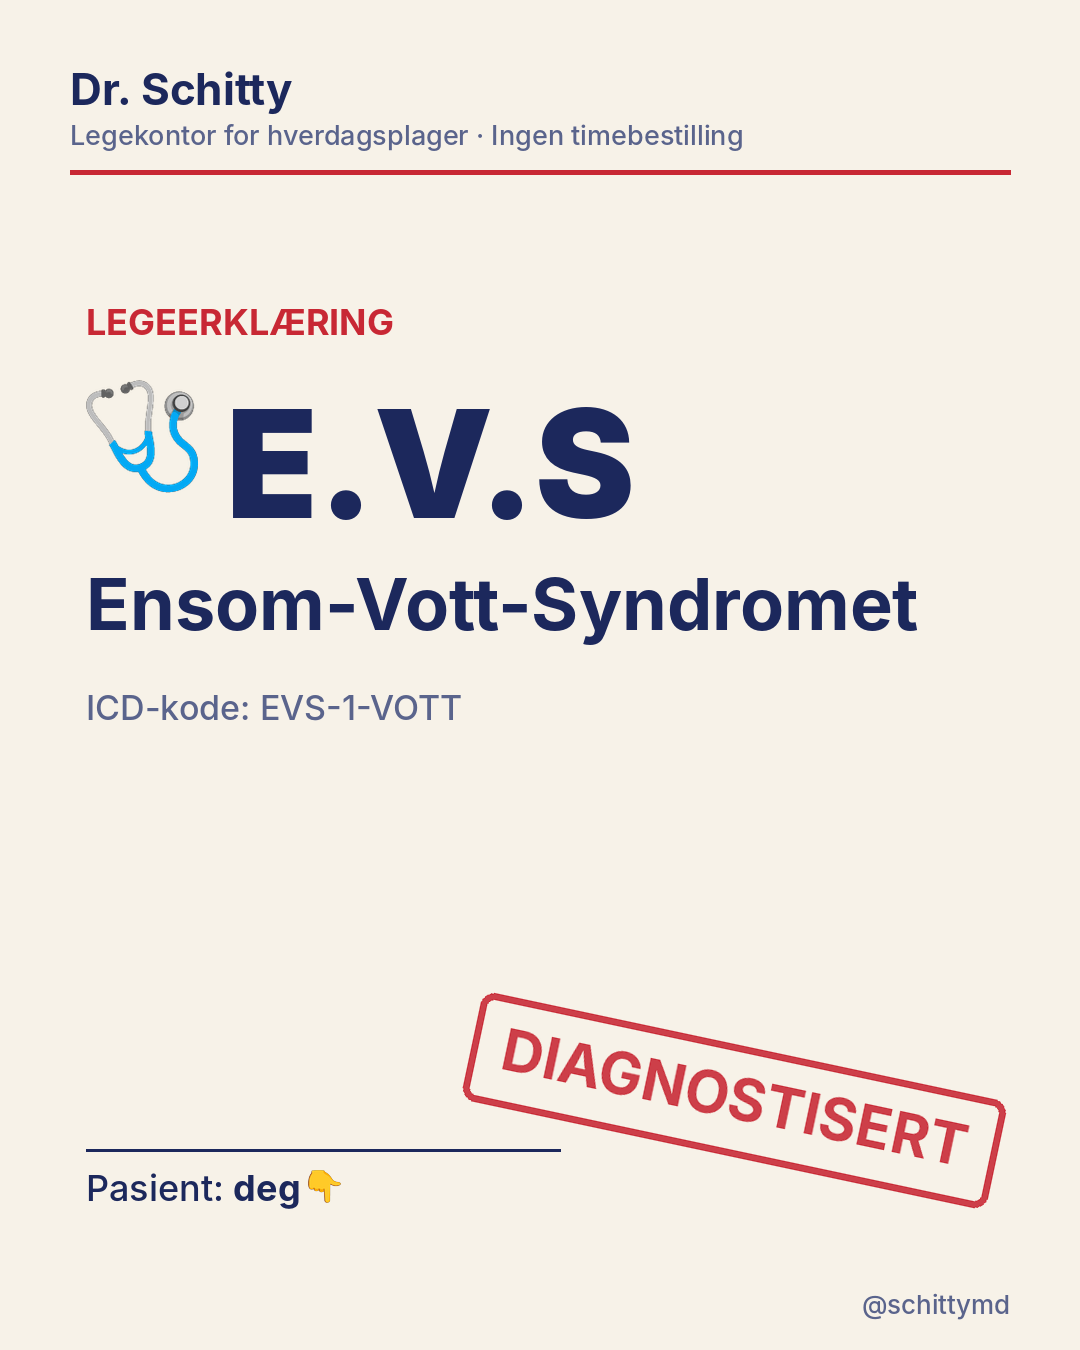 Dr. Schitty
Legekontor for hverdagsplager · Ingen timebestilling
LEGEERKLÆRING
E.V.S
Ensom-Vott-Syndromet
ICD-kode: EVS-1-VOTT
DIAGNOSTISERT
Pasient: deg👇
@schittymd